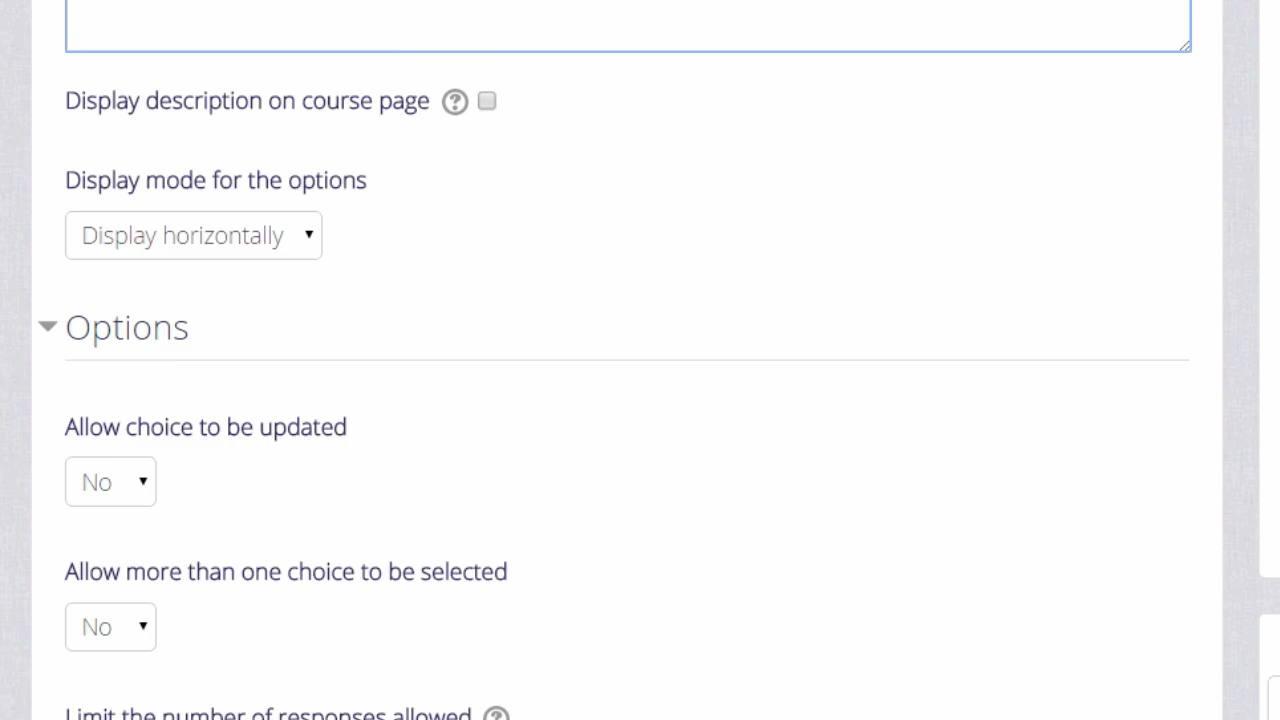 Display description on course page
Display mode for the options
Display horizontally
Options
Allow choice to be updated
No
Allow more than one choice to be selected
No
Limit the number of responses allowed